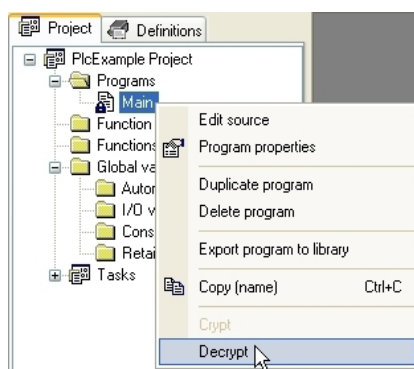 Project Definitions
PlcExample Project
Programs
Main
Edit source
Function
Program properties
Functions
Global va
Duplicate program
Autor
Delete program
I/O v
Cons
Export program to library
Retai
Tasks
Copy (name) Ctrl+C
Crypt
Decrypt